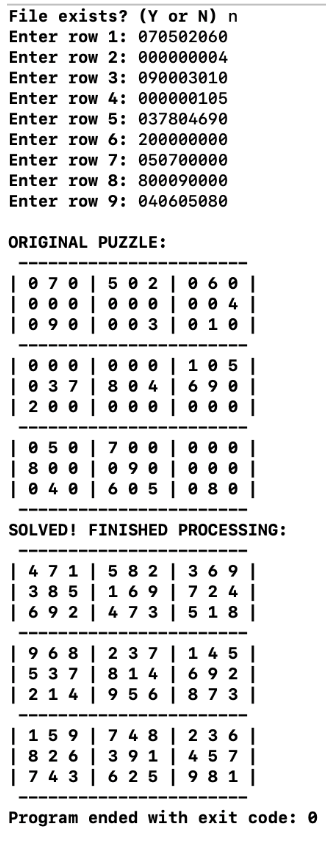 File exists? (Y or N) n
Enter row 1: 070502060
Enter row 2: 000000004
Enter row 3: 090003010
Enter row 4: 000000105
Enter row 5: 037804690
Enter row 6: 200000000
Enter row 7: 050700000
Enter row 8: 800090000
Enter row 9: 040605080
ORIGINAL PUZZLE:
-----------------------
| 0 7 0 | 5 0 2 | 0 6 0 |
| 0 0 0 | 0 0 0 | 0 0 4 |
| 0 9 0 | 0 0 3 | 0 1 0 |
-----------------------
| 0 0 0 | 0 0 0 | 1 0 5 |
| 0 3 7 | 8 0 4 | 6 9 0 |
| 2 0 0 | 0 0 0 | 0 0 0 |
-----------------------
| 0 5 0 | 7 0 0 | 0 0 0 |
| 8 0 0 | 0 9 0 | 0 0 0 |
| 0 4 0 | 6 0 5 | 0 8 0 |
-----------------------
SOLVED! FINISHED PROCESSING:
-----------------------
| 4 7 1 | 5 8 2 | 3 6 9 |
| 3 8 5 | 1 6 9 | 7 2 4 |
| 6 9 2 | 4 7 3 | 5 1 8 |
-----------------------
| 9 6 8 | 2 3 7 | 1 4 5 |
| 5 3 7 | 8 1 4 | 6 9 2 |
| 2 1 4 | 9 5 6 | 8 7 3 |
-----------------------
| 1 5 9 | 7 4 8 | 2 3 6 |
| 8 2 6 | 3 9 1 | 4 5 7 |
| 7 4 3 | 6 2 5 | 9 8 1 |
-----------------------
Program ended with exit code: 0